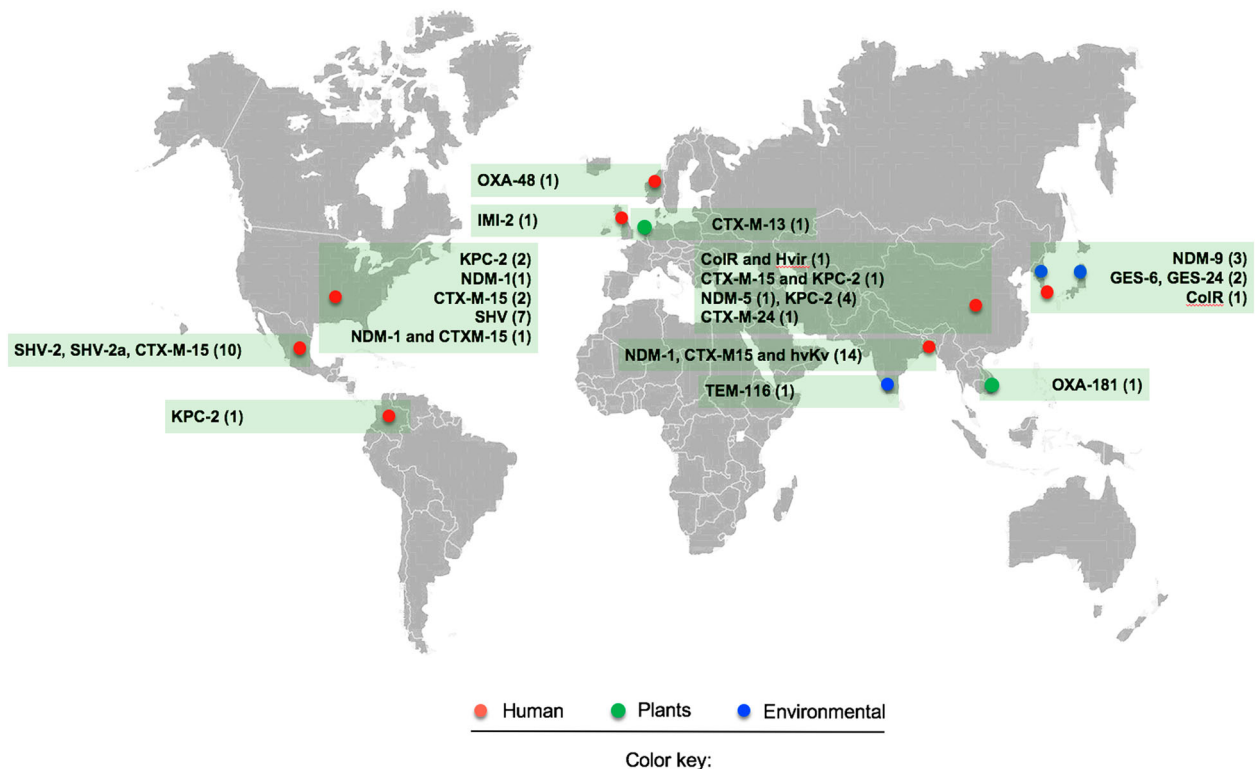 OXA-48 (1)
IMI-2 (1)
CTX-M-13 (1)
KPC-2 (2)
NDM-1(1)
CTX-M-15 (2)
SHV (7)
NDM-1 and CTXM-15 (1)
ColR and Hvir (1)
CTX-M-15 and KPC-2 (1)
NDM-5 (1), KPC-2 (4)
CTX-M-24 (1)
NDM-9 (3)
GES-6, GES-24 (2)
ColR (1)
SHV-2, SHV-2a, CTX-M-15 (10)
NDM-1, CTX-M15 and hvKv (14)
TEM-116 (1)
OXA-181 (1)
KPC-2 (1)
Human
Plants
Environmental
Color key: